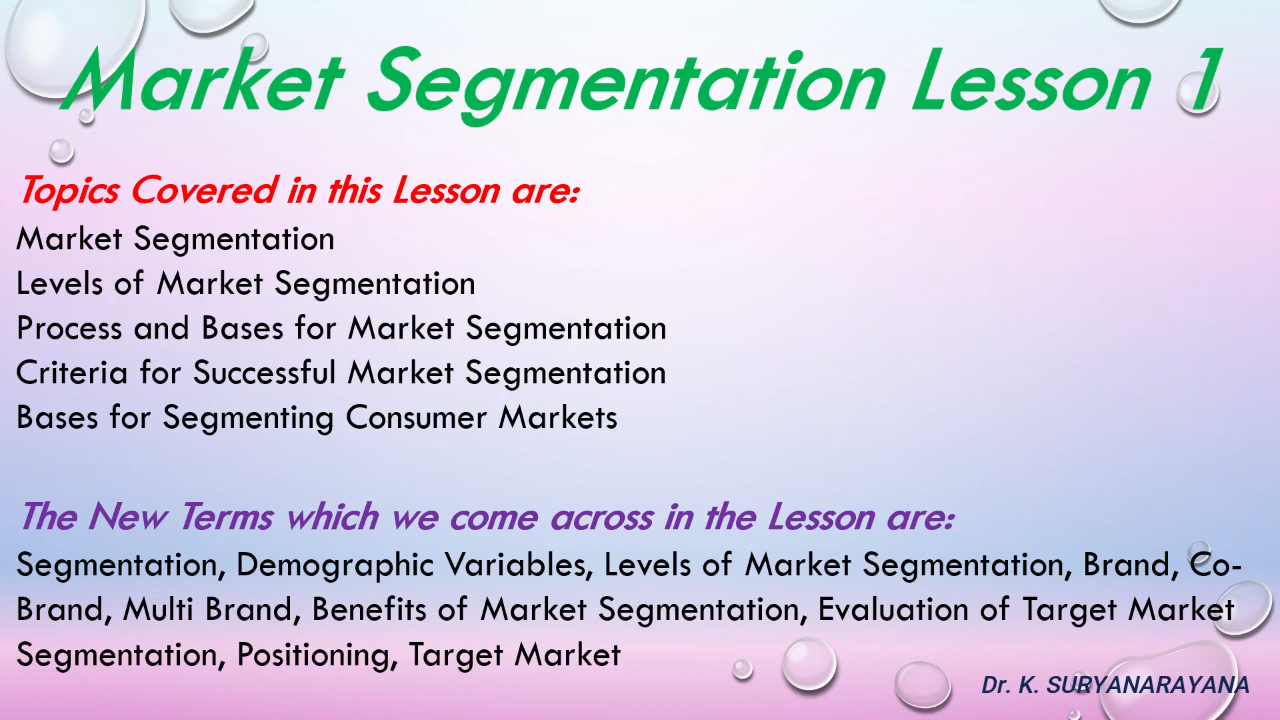 Market Segmentation Lesson 1
Topics Covered in this Lesson are:
Market Segmentation
Levels of Market Segmentation
Process and Bases for Market Segmentation
Criteria for Successful Market Segmentation
Bases for Segmenting Consumer Markets
The New Terms which we come across in the Lesson are:
Segmentation, Demographic Variables, Levels of Market Segmentation, Brand, Co-
Brand, Multi Brand, Benefits of Market Segmentation, Evaluation of Target Market
Segmentation, Positioning, Target Market
Dr. K. SURYANARAYANA